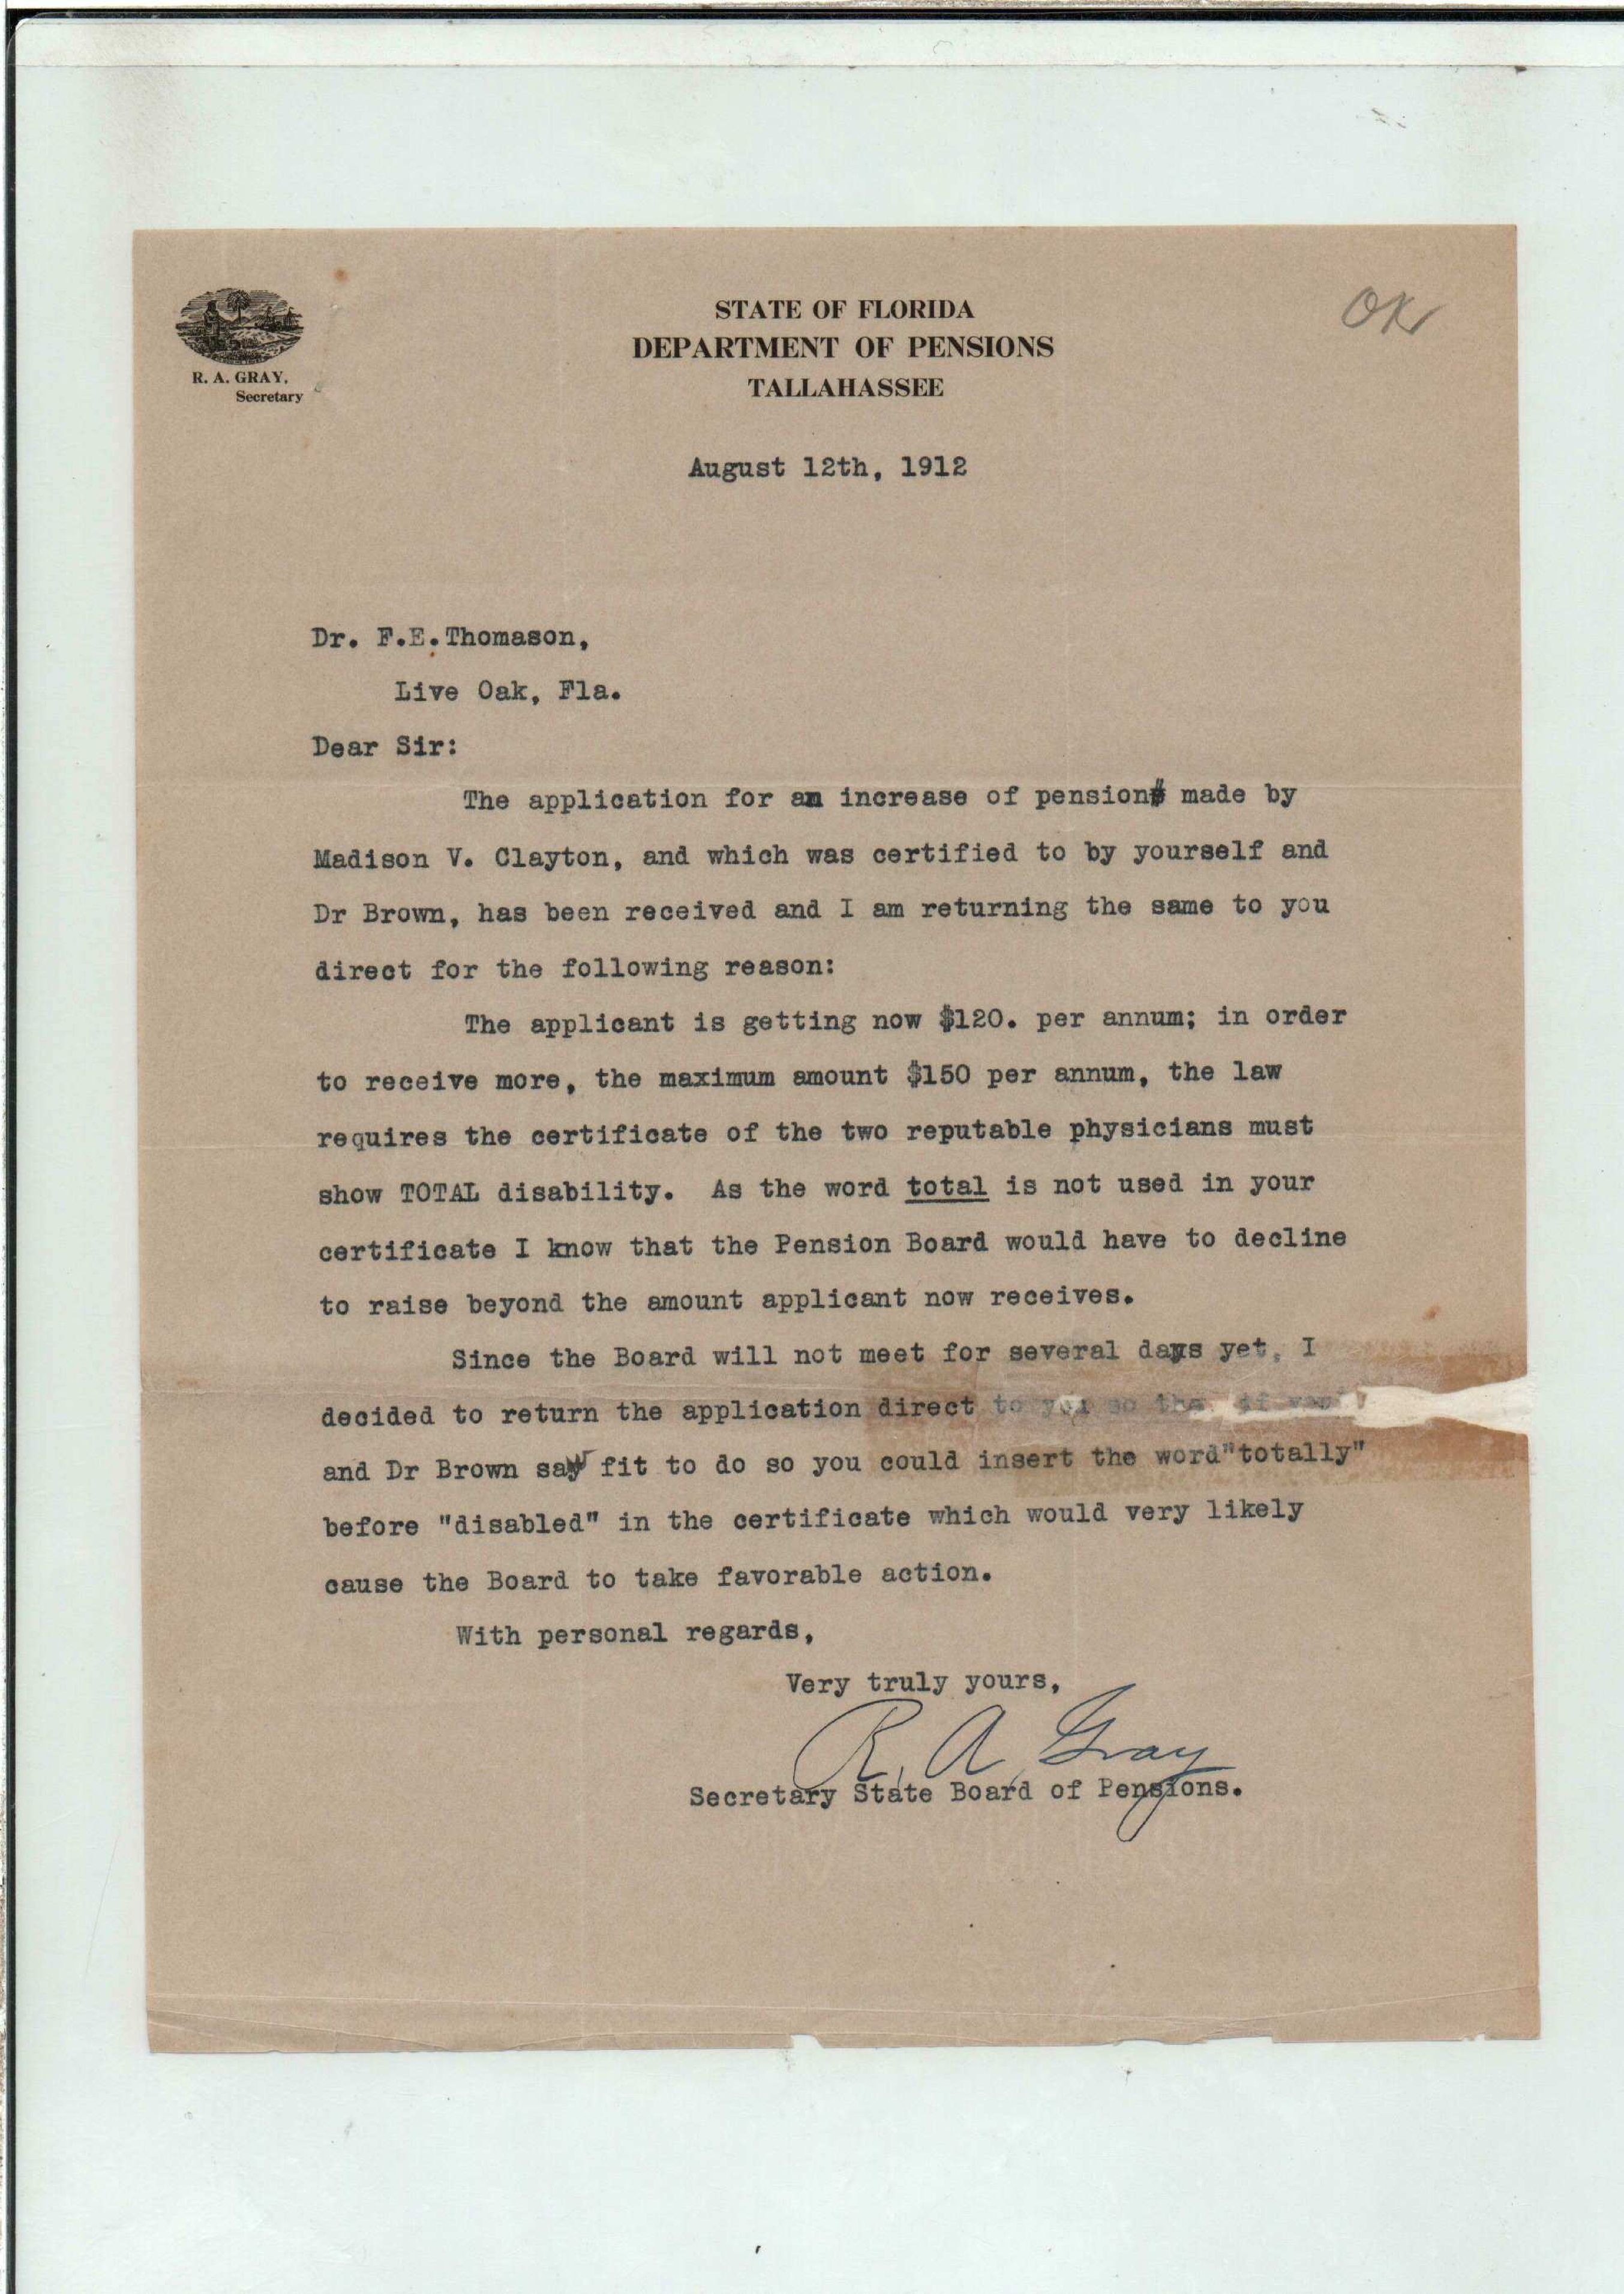 STATE OF FLORIDA
DEPARTMENT OF PENSIONS
TALLAHASSEE
R. A. GRAY,
Secretary
OK
August 12th, 1912
Dr. F.E.Thomason,
Live Oak, Fla.
Dear Sir:
The application for an increase of pension made by
Madison V. Clayton, and which was certified to by yourself and
Dr Brown, has been received and I am returning the same to you
direct for the following reason:
The applicant is getting now $120. per annum; in order
to receive more, the maximum amount $150 per annum, the law
requires the certificate of the two reputable physicians must
show TOTAL disability. As the word total is not used in your
certificate I know that the Pension Board would have to decline
to raise beyond the amount applicant now receives.
Since the Board will not meet for several days yet, I
decided to return the application direct to you so if
and Dr Brown saw fit to do so you could insert the word"totally"
before "disabled" in the certificate which would very likely
cause the Board to take favorable action.
With personal regards,
Very truly yours,
R. A. Gray
Secretary State Board of Pensions.